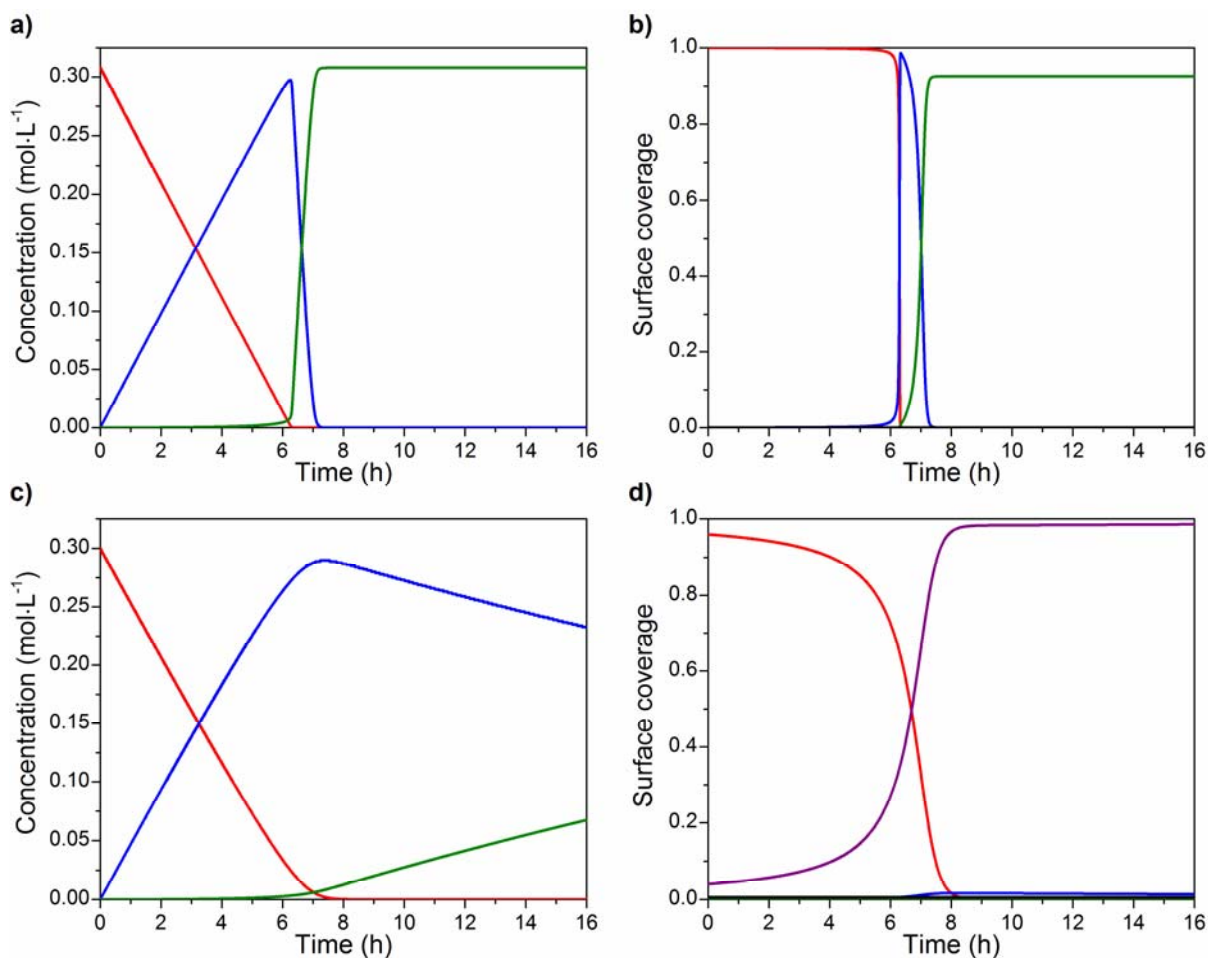 a)
Concentration (mol·L⁻¹)
0.30
0.25
0.20
0.15
0.10
0.05
0.00
0 2 4 6 8 10 12 14 16
Time (h)
b)
Surface coverage
1.0
0.8
0.6
0.4
0.2
0.0
0 2 4 6 8 10 12 14 16
Time (h)
c)
Concentration (mol·L⁻¹)
0.30
0.25
0.20
0.15
0.10
0.05
0.00
0 2 4 6 8 10 12 14 16
Time (h)
d)
Surface coverage
1.0
0.8
0.6
0.4
0.2
0.0
0 2 4 6 8 10 12 14 16
Time (h)